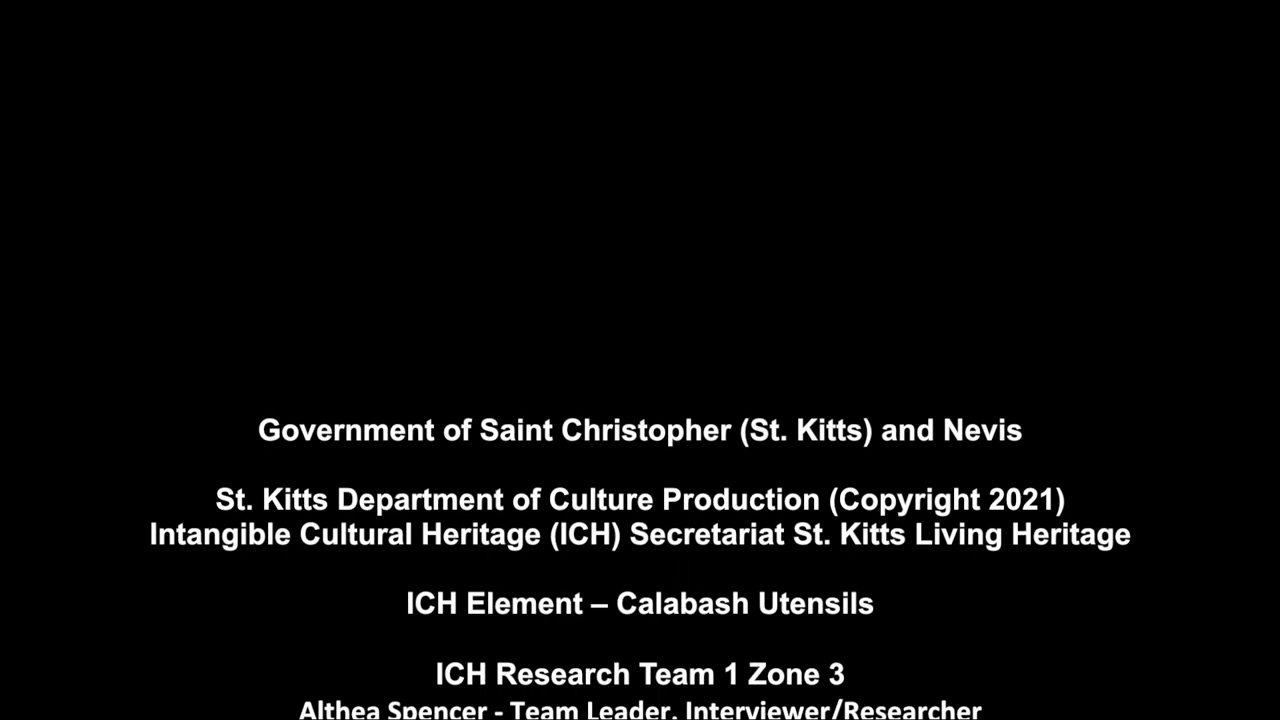 Government of Saint Christopher (St. Kitts) and Nevis
St. Kitts Department of Culture Production (Copyright 2021)
Intangible Cultural Heritage (ICH) Secretariat St. Kitts Living Heritage
ICH Element – Calabash Utensils
ICH Research Team 1 Zone 3
Althea Spencer - Team Leader, Interviewer/Researcher